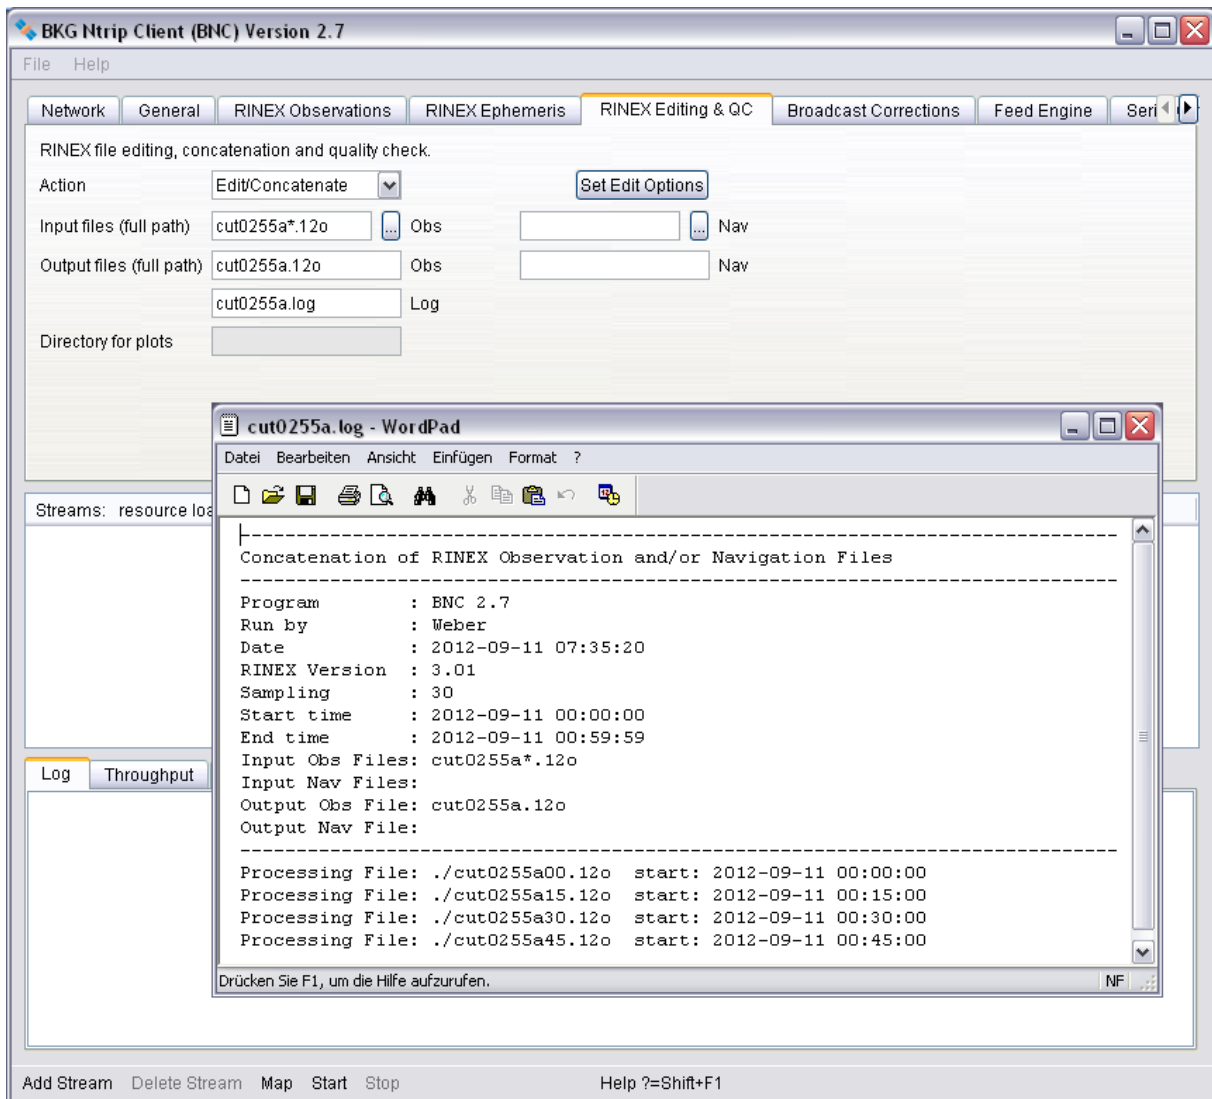 BKG Ntrip Client (BNC) Version 2.7
File Help
Network General RINEX Observations RINEX Ephemeris RINEX Editing & QC Broadcast Corrections Feed Engine Seri
RINEX file editing, concatenation and quality check.
Action Edit/Concatenate Set Edit Options
Input files (full path) cut0255a*.12o ... Obs ... Nav
Output files (full path) cut0255a.12o Obs Nav
cut0255a.log Log
Directory for plots
cut0255a.log - WordPad
Datei Bearbeiten Ansicht Einfügen Format ?
Streams: resource loa
--------------------------------------------------------------------------------
Concatenation of RINEX Observation and/or Navigation Files
--------------------------------------------------------------------------------
Program : BNC 2.7
Run by : Weber
Date : 2012-09-11 07:35:20
RINEX Version : 3.01
Sampling : 30
Start time : 2012-09-11 00:00:00
End time : 2012-09-11 00:59:59
Input Obs Files: cut0255a*.12o
Input Nav Files:
Output Obs File: cut0255a.12o
Output Nav File:
--------------------------------------------------------------------------------
Processing File: ./cut0255a00.12o start: 2012-09-11 00:00:00
Processing File: ./cut0255a15.12o start: 2012-09-11 00:15:00
Processing File: ./cut0255a30.12o start: 2012-09-11 00:30:00
Processing File: ./cut0255a45.12o start: 2012-09-11 00:45:00
Drücken Sie F1, um die Hilfe aufzurufen. NF
Log Throughput
Add Stream Delete Stream Map Start Stop Help ?=Shift+F1